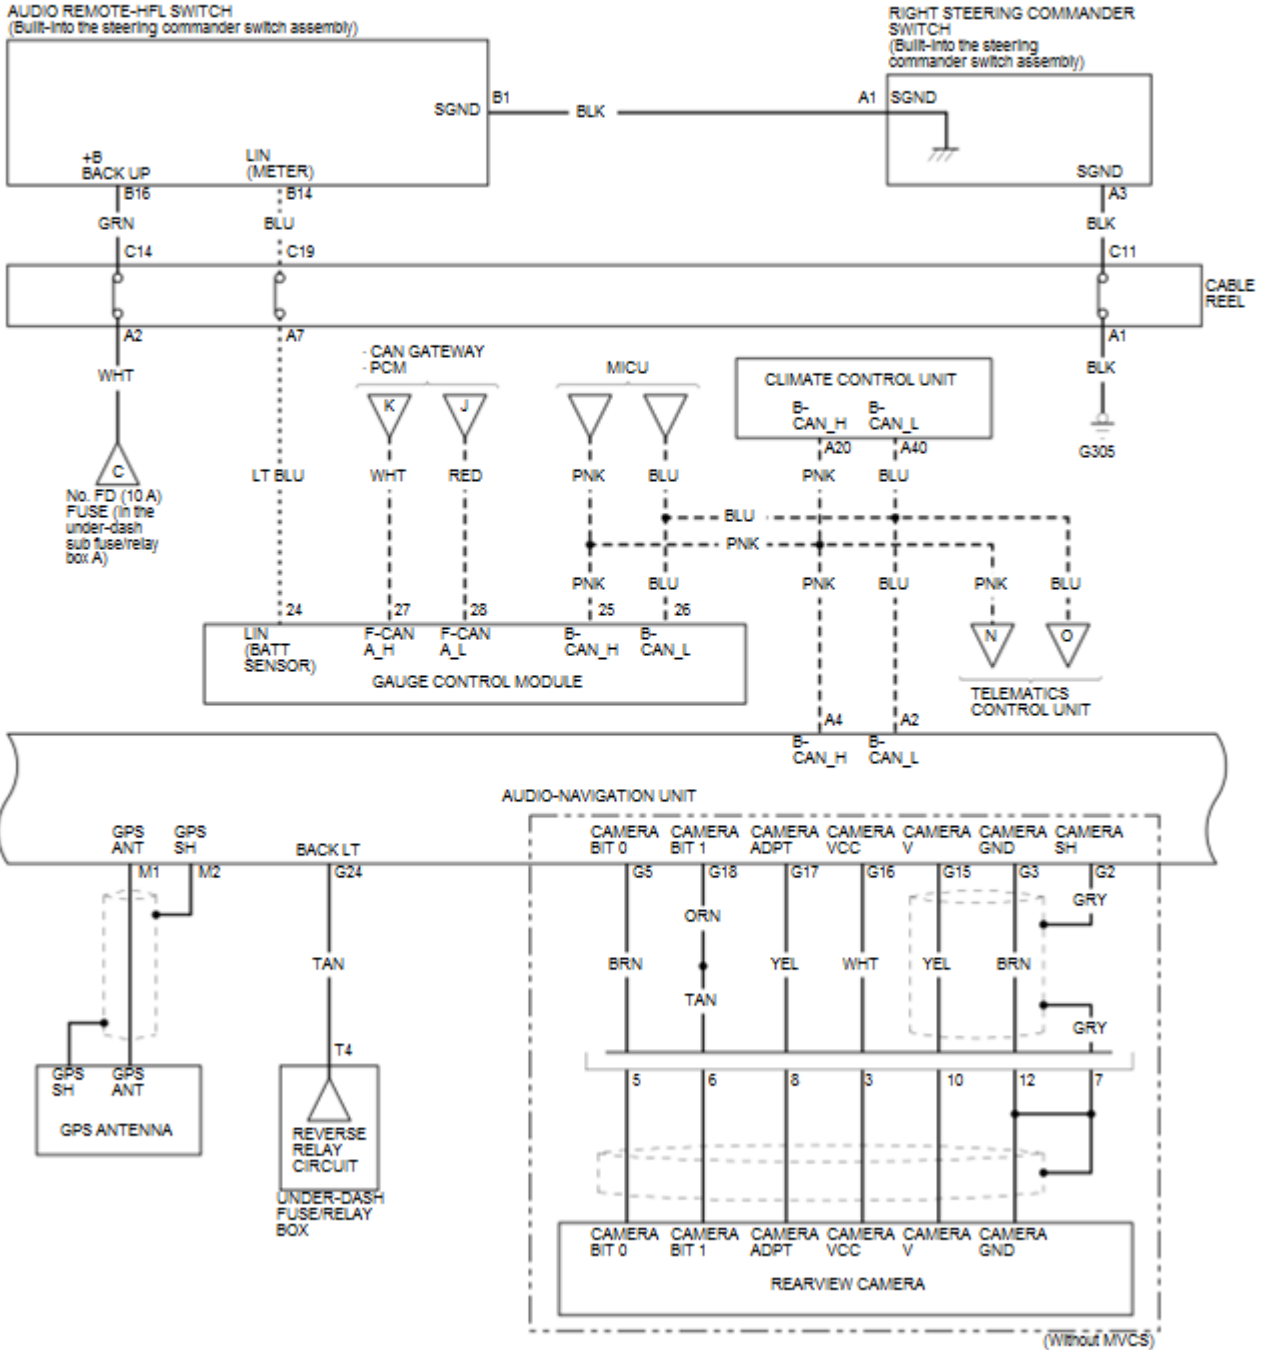 AUDIO REMOTE-HFL SWITCH
(Built-into the steering commander switch assembly)
RIGHT STEERING COMMANDER
SWITCH
(Built-into the steering
commander switch assembly)
SGND
B1
BLK
A1
SGND
+B
BACK UP
LIN
(METER)
SGND
B16
B14
A3
GRN
BLU
BLK
C14
C19
C11
CABLE
REEL
A2
A7
A1
WHT
· CAN GATEWAY
· PCM
MICU
CLIMATE CONTROL UNIT
BLK
K
J
B-
CAN_H
B-
CAN_L
A20
A40
G305
C
LT BLU
WHT
RED
PNK
BLU
PNK
BLU
No. FD (10 A)
FUSE (In the
under-dash
sub fuse/relay
box A)
BLU
PNK
PNK
BLU
PNK
BLU
PNK
BLU
24
27
28
25
26
LIN
(BATT
SENSOR)
F-CAN
A_H
F-CAN
A_L
B-
CAN_H
B-
CAN_L
N
O
GAUGE CONTROL MODULE
TELEMATICS
CONTROL UNIT
A4
A2
B-
CAN_H
B-
CAN_L
AUDIO-NAVIGATION UNIT
GPS
ANT
GPS
SH
BACK LT
CAMERA
BIT 0
CAMERA
BIT 1
CAMERA
ADPT
CAMERA
VCC
CAMERA
V
CAMERA
GND
CAMERA
SH
M1
M2
G24
G5
G18
G17
G16
G15
G3
G2
GRY
ORN
TAN
BRN
YEL
WHT
YEL
BRN
TAN
GRY
T4
5
6
8
3
10
12
7
GPS
SH
GPS
ANT
GPS ANTENNA
REVERSE
RELAY
CIRCUIT
UNDER-DASH
FUSE/RELAY
BOX
CAMERA
BIT 0
CAMERA
BIT 1
CAMERA
ADPT
CAMERA
VCC
CAMERA
V
CAMERA
GND
REARVIEW CAMERA
(Without MVCS)